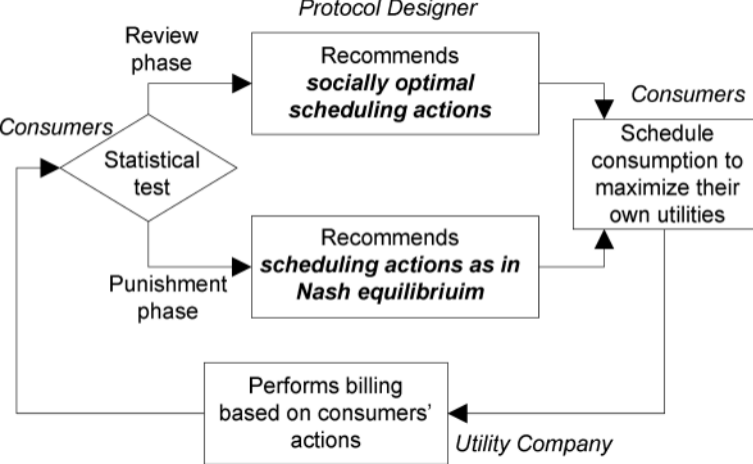 Protocol Designer
Review
phase
Recommends
socially optimal
scheduling actions
Consumers
Consumers
Statistical
test
Schedule
consumption to
maximize their
own utilities
Recommends
scheduling actions as in
Nash equilibriuim
Punishment
phase
Performs billing
based on consumers’
actions
Utility Company